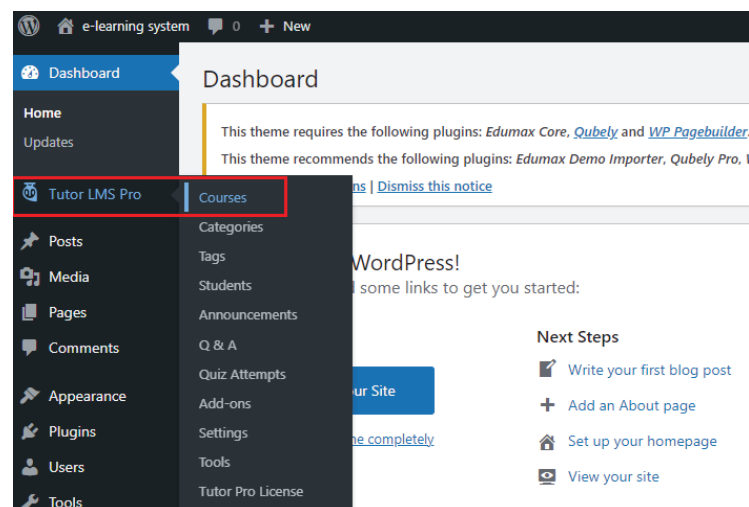 e-learning system 0 New
Dashboard
Home
Updates
Tutor LMS Pro
Posts
Media
Pages
Comments
Appearance
Plugins
Users
Tools
Courses
Categories
Tags
Students
Announcements
Q & A
Quiz Attempts
Add-ons
Settings
Tools
Tutor Pro License
Dashboard
This theme requires the following plugins: Edumax Core, Qubely and WP Pagebuilder.
This theme recommends the following plugins: Edumax Demo Importer, Qubely Pro,
ns | Dismiss this notice
WordPress!
some links to get you started:
ur Site
e completely
Next Steps
Write your first blog post
Add an About page
Set up your homepage
View your site